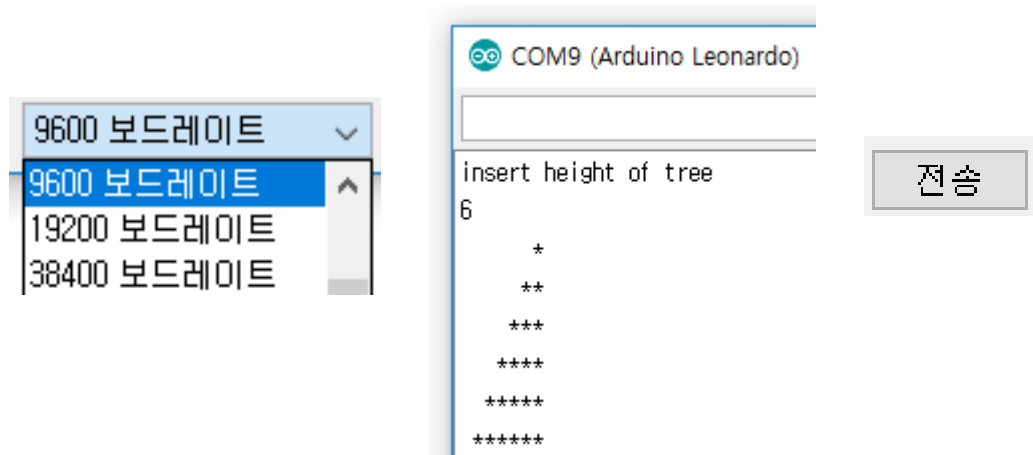 9600 보드레이트
9600 보드레이트
19200 보드레이트
38400 보드레이트
COM9 (Arduino Leonardo)
insert height of tree
6
*
**
***
****
*****
******
전송